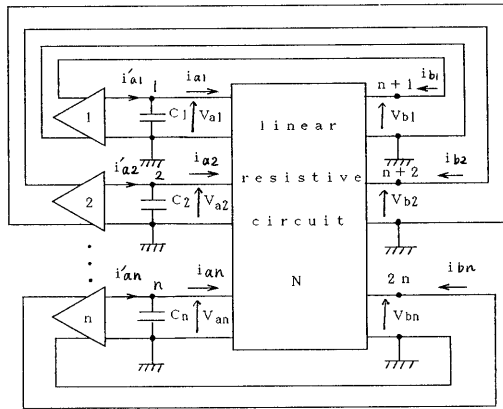 i'a1 1 ia1 n+1 ib1
1 C1 Va1 linear Vb1
i'a2 2 ia2 n+2 ib2
2 C2 Va2 resistive Vb2
circuit
i'an n ian N 2n ibn
n Cn Van Vbn